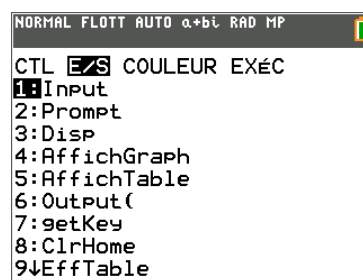 NORMAL FLOTT AUTO a+bi RAD MP
CTL E/S COULEUR EXÉC
1:Input
2:Prompt
3:Disp
4:AffichGraph
5:AffichTable
6:Output(
7:getKey
8:ClrHome
9↓EffTable